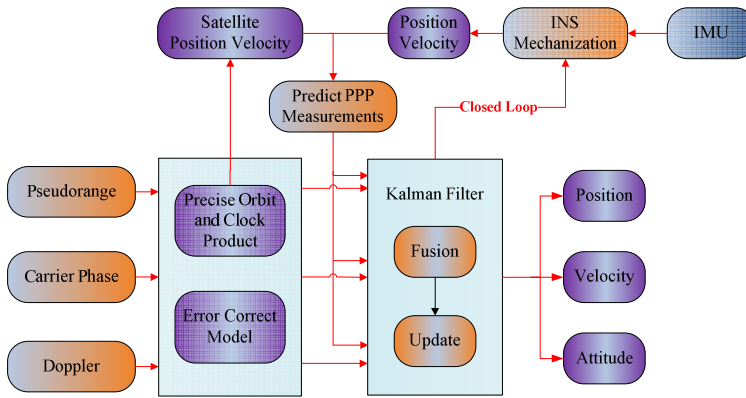 Satellite
Position Velocity
Position
Velocity
INS
Mechanization
IMU
Predict PPP
Measurements
Closed Loop
Pseudorange
Carrier Phase
Doppler
Precise Orbit
and Clock
Product
Error Correct
Model
Kalman Filter
Fusion
Update
Position
Velocity
Attitude